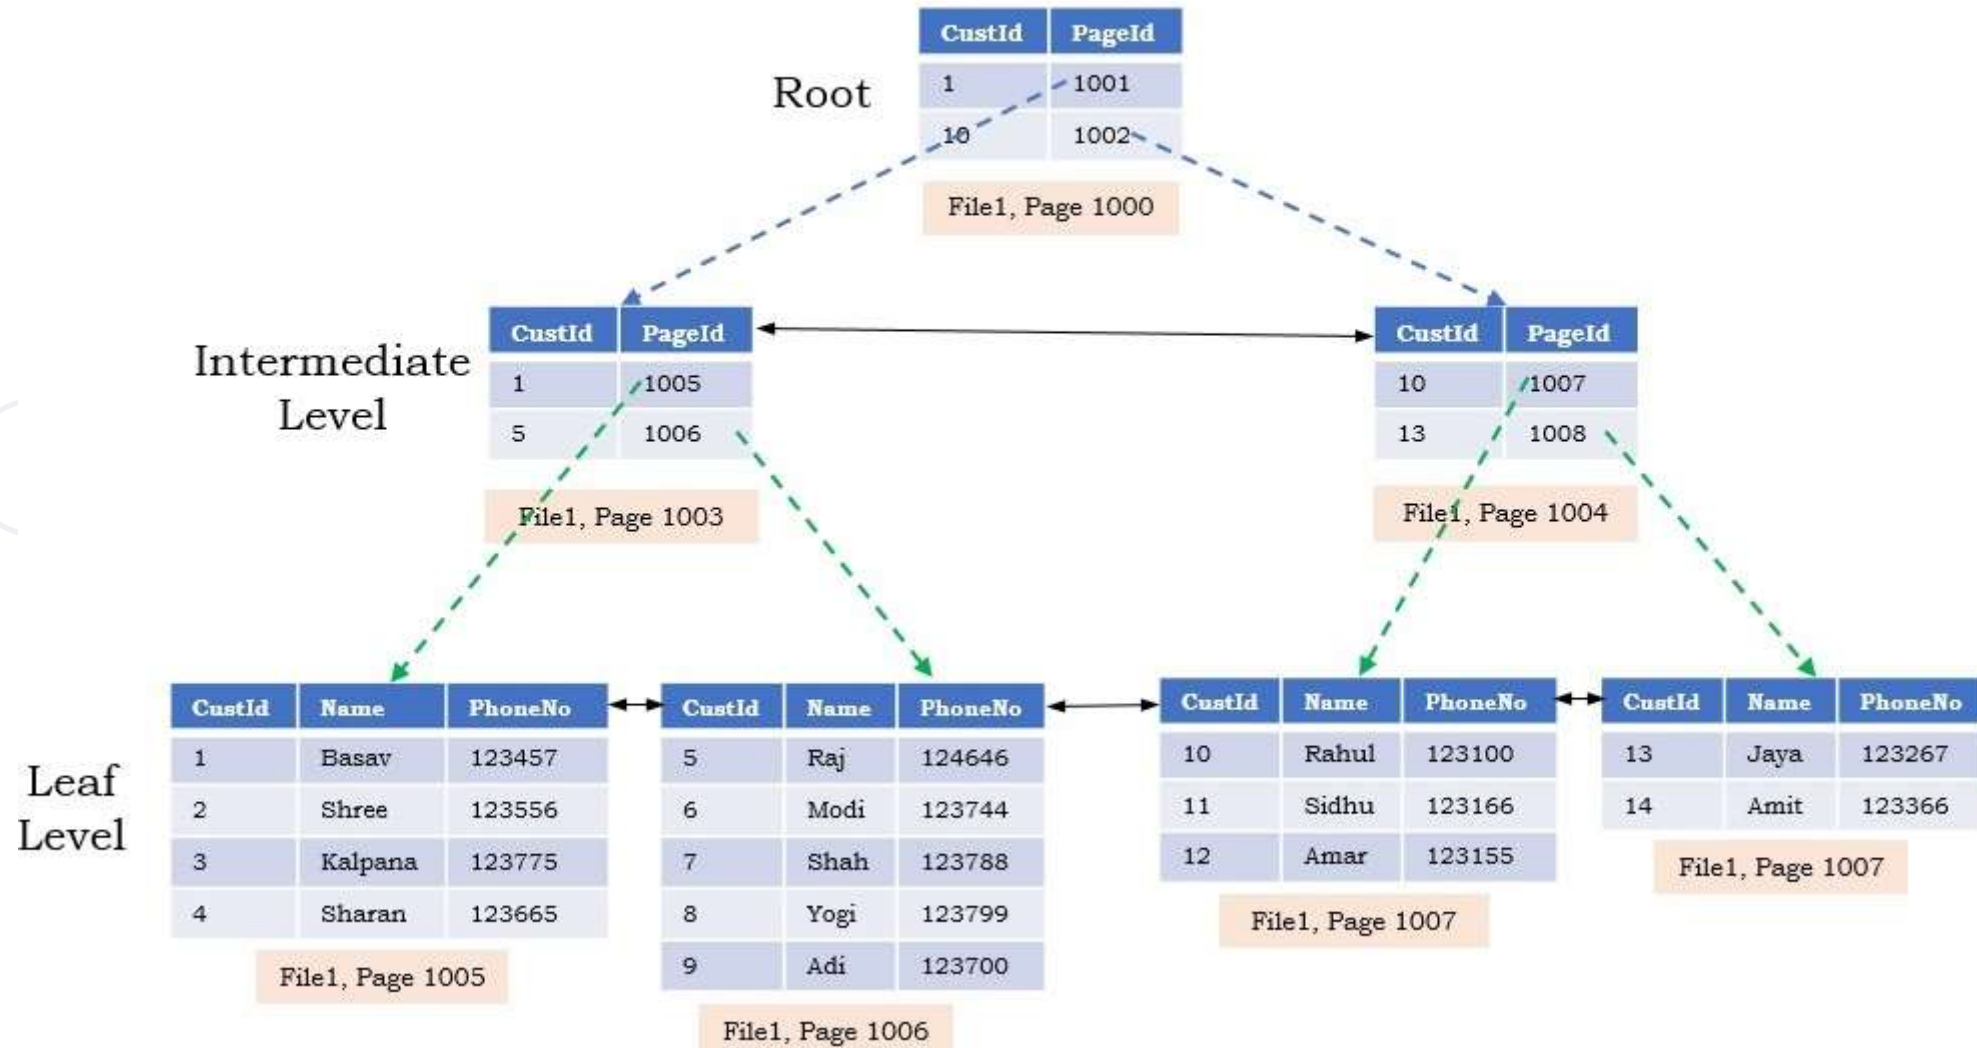 CustId PageId
Root
1 1001
10 1002
File1, Page 1000
Intermediate
Level
CustId PageId
1 1005
5 1006
File1, Page 1003
CustId PageId
10 1007
13 1008
File1, Page 1004
Leaf
Level
CustId Name PhoneNo
1 Basav 123457
2 Shree 123556
3 Kalpana 123775
4 Sharan 123665
File1, Page 1005
CustId Name PhoneNo
5 Raj 124646
6 Modi 123744
7 Shah 123788
8 Yogi 123799
9 Adi 123700
File1, Page 1006
CustId Name PhoneNo
10 Rahul 123100
11 Sidhu 123166
12 Amar 123155
File1, Page 1007
CustId Name PhoneNo
13 Jaya 123267
14 Amit 123366
File1, Page 1007